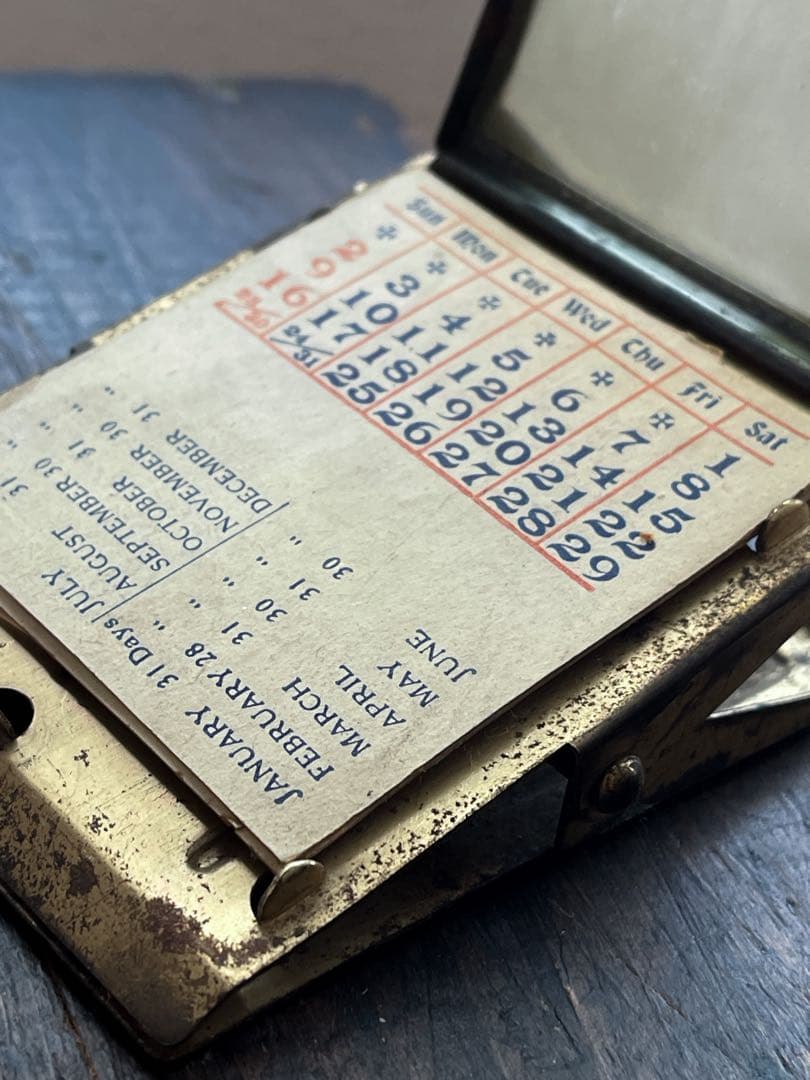 Sun Mon Tue Wed Thu Fri Sat
✠ ✠ ✠ ✠ ✠ ✠ 1
2 3 4 5 6 7 8
9 10 11 12 13 14 15
16 17 18 19 20 21 22
23/30 24/31 25 26 27 28 29
JANUARY 31 Days JULY
FEBRUARY 28 " AUGUST 31
MARCH 31 " SEPTEMBER 30 "
APRIL 30 " OCTOBER 31 "
MAY 31 " NOVEMBER 30 "
JUNE 30 " DECEMBER 31 "